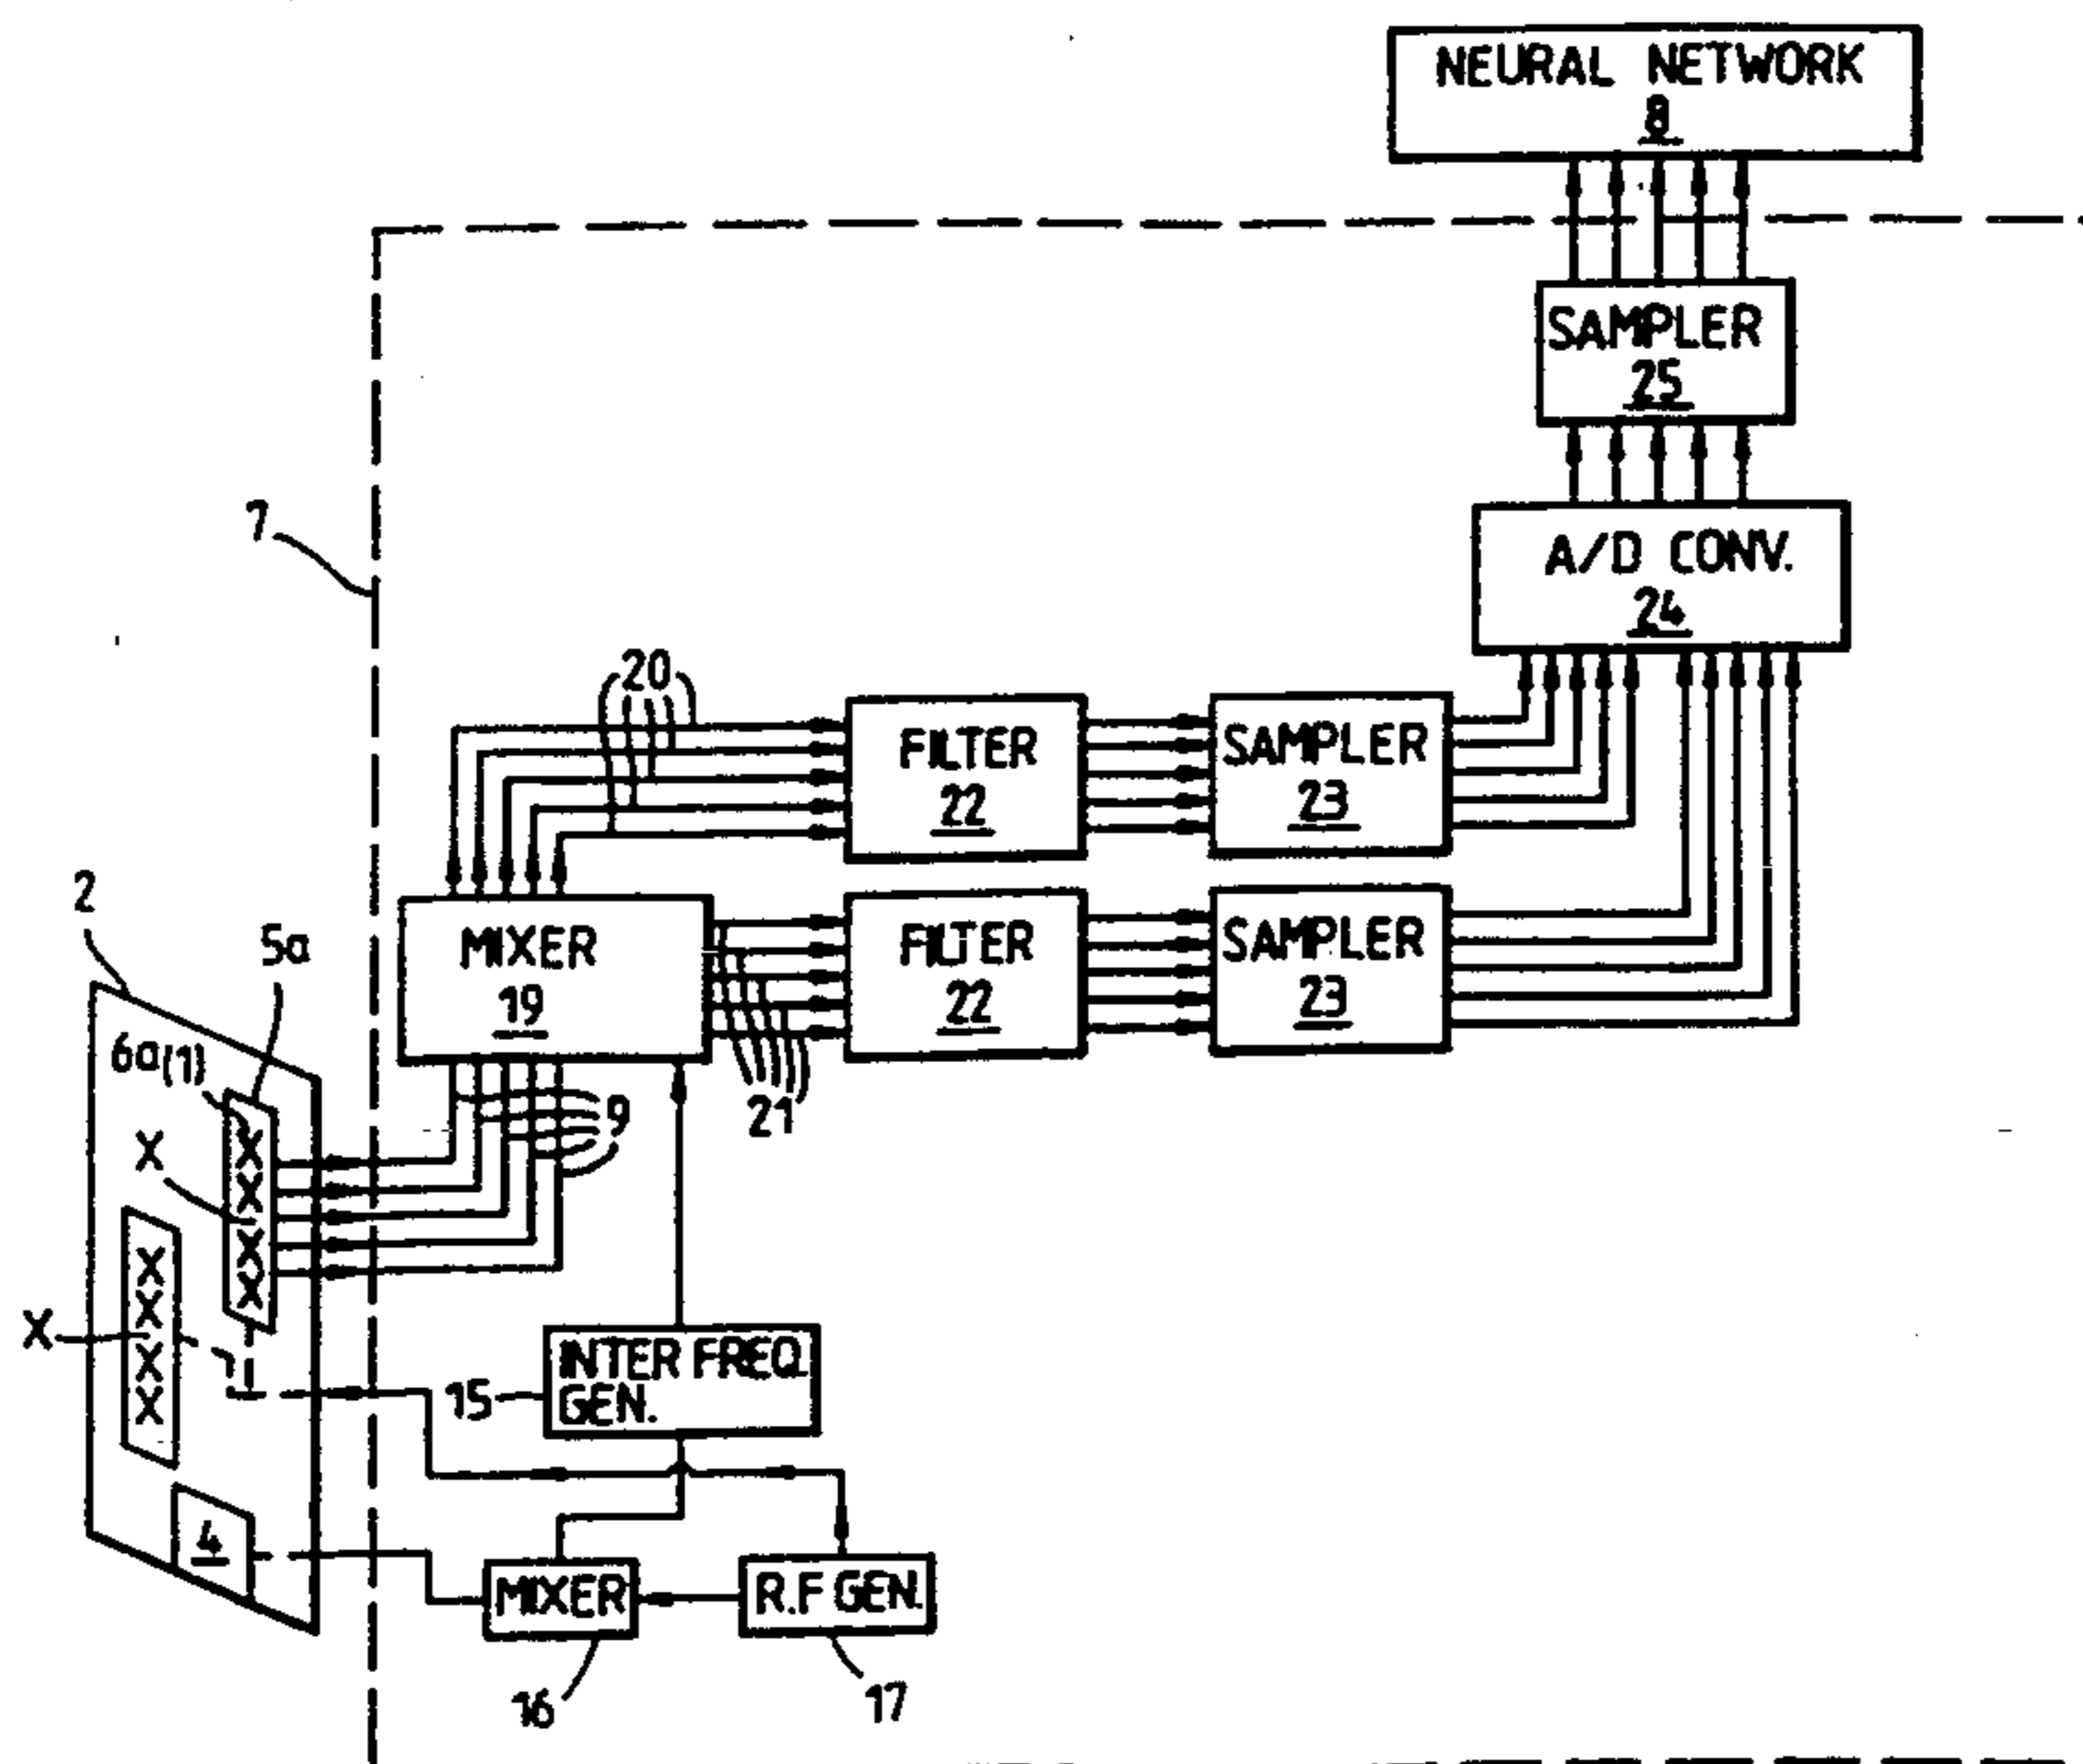 NEURAL NETWORK
8
SAMPLER
25
7
A/D CONV.
24
20
FILTER
22
SAMPLER
23
2
5a
MIXER
19
FILTER
22
SAMPLER
23
6a(1)
9
21
X
X
X
X
X
X
X
X
X
X
INTER FREQ.
GEN.
15
4
MIXER
R.F GEN.
16
17